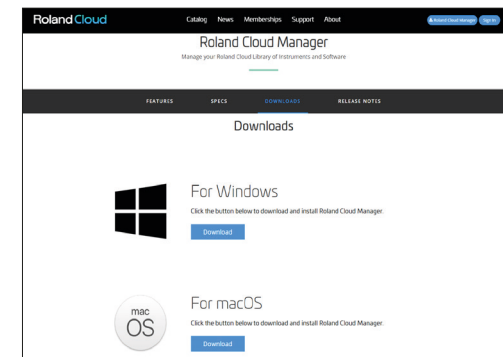 Roland Cloud
Catalog News Memberships Support About
Roland Cloud Manager Sign In
Roland Cloud Manager
Manage your Roland Cloud Library of Instruments and Software
FEATURES SPECS DOWNLOADS RELEASE NOTES
Downloads
For Windows
Click the button below to download and install Roland Cloud Manager.
Download
mac
OS
For macOS
Click the button below to download and install Roland Cloud Manager.
Download